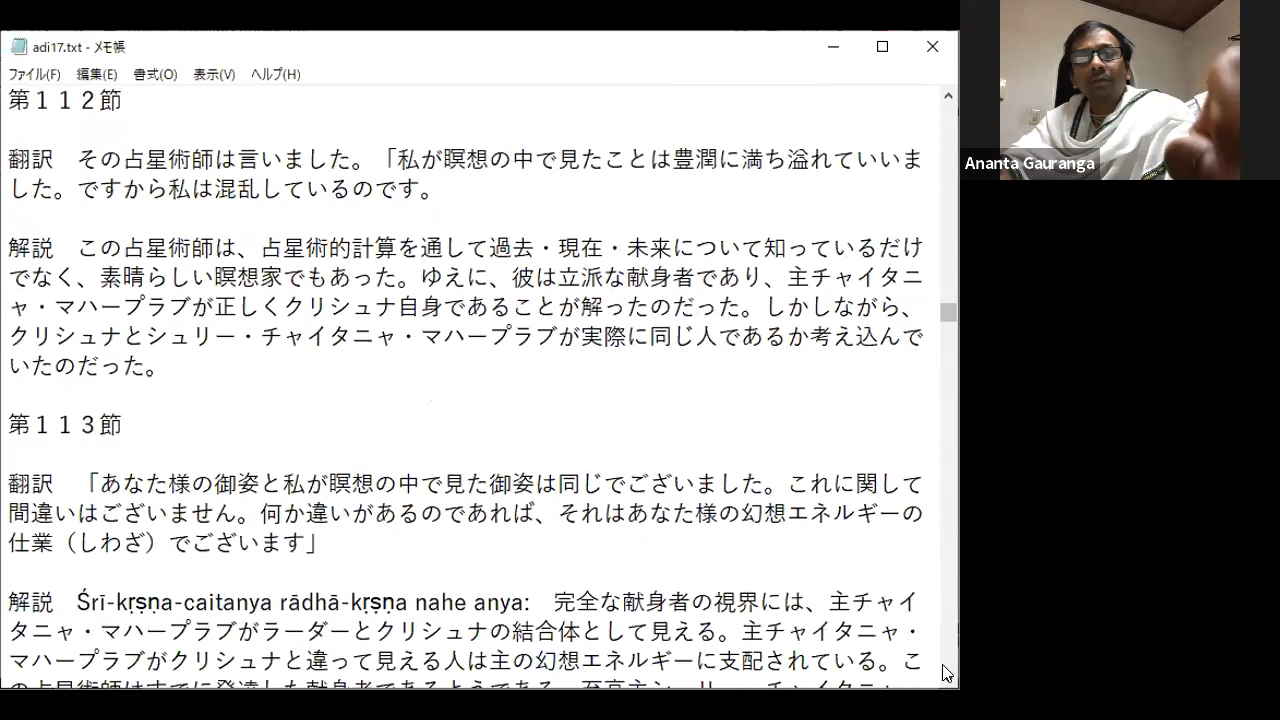 adi17.txt - メモ帳
ファイル(F) 編集(E) 書式(O) 表示(V) ヘルプ(H)
第１１２節
翻訳　その占星術師は言いました。「私が瞑想の中で見たことは豊潤に満ち溢れていいま
した。ですから私は混乱しているのです。
解説　この占星術師は、占星術的計算を通して過去・現在・未来について知っているだけ
でなく、素晴らしい瞑想家でもあった。ゆえに、彼は立派な献身者であり、主チャイタニ
ャ・マハープラブが正しくクリシュナ自身であることが解ったのだった。しかしながら、
クリシュナとシュリー・チャイタニャ・マハープラブが実際に同じ人であるか考え込んで
いたのだった。
第１１３節
翻訳　「あなた様の御姿と私が瞑想の中で見た御姿は同じでございました。これに関して
間違いはございません。何か違いがあるのであれば、それはあなた様の幻想エネルギーの
仕業（しわざ）でございます」
解説　Śrī-kṛṣṇa-caitanya rādhā-kṛṣṇa nahe anya:　完全な献身者の視界には、主チャイ
タニャ・マハープラブがラーダーとクリシュナの結合体として見える。主チャイタニャ・
マハープラブがクリシュナと違って見える人は主の幻想エネルギーに支配されている。こ
Ananta Gauranga